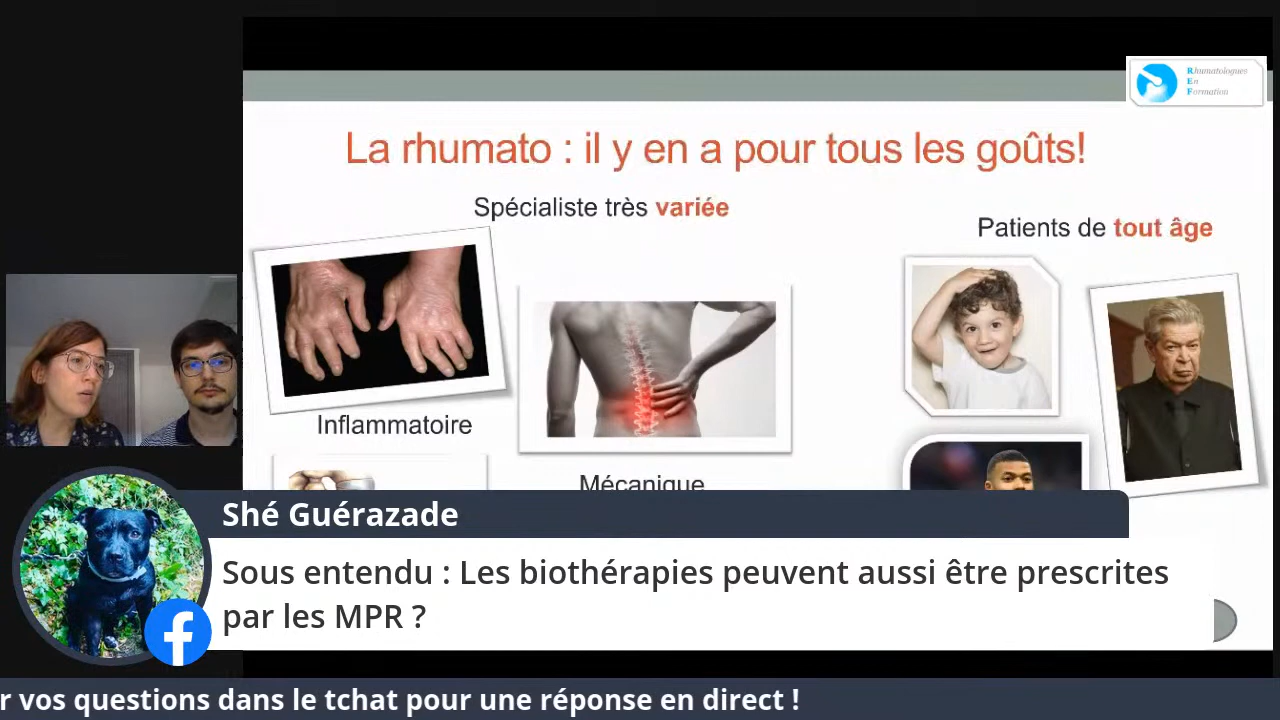 Rhumatologues
En
Formation
La rhumato : il y en a pour tous les goûts!
Spécialiste très variée
Patients de tout âge
Inflammatoire
Mécanique
Shé Guérazade
Sous entendu : Les biothérapies peuvent aussi être prescrites
par les MPR ?
r vos questions dans le tchat pour une réponse en direct !